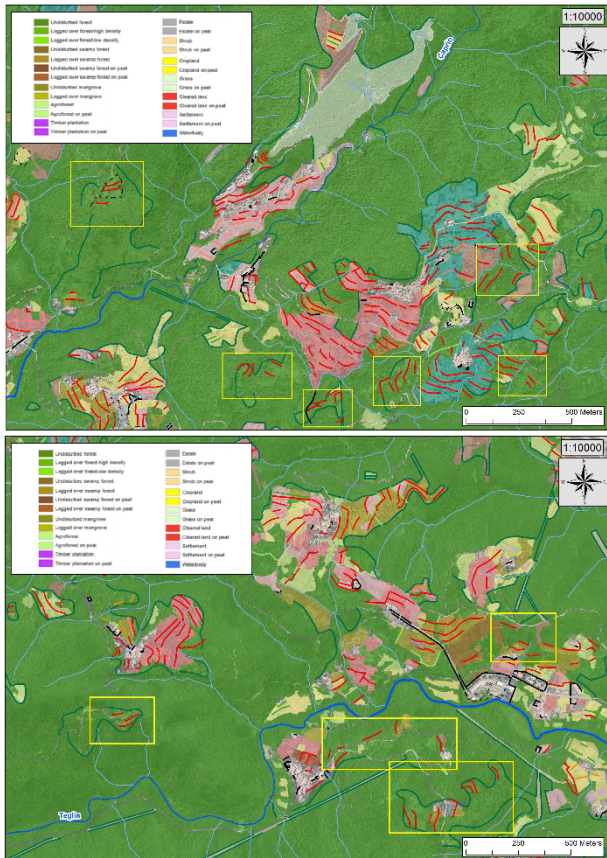 Undisturbed forest
Logged over forest-high density
Logged over forest-low density
Undisturbed swamp forest
Logged over swamp forest
Undisturbed swamp forest on peat
Logged over swamp forest on peat
Undisturbed mangrove
Logged over mangrove
Agroforest
Agroforest on peat
Timber plantation
Timber plantation on peat
Estate
Estate on peat
Shrub
Shrub on peat
Cropland
Cropland on peat
Grass
Grass on peat
Cleared land
Cleared land on peat
Settlement
Settlement on peat
Waterbody
1:10000
Caprio
0 250 500 Meters
Undisturbed forest
Logged over forest-high density
Logged over forest-low density
Undisturbed swamp forest
Logged over swamp forest
Undisturbed swamp forest on peat
Logged over swamp forest on peat
Undisturbed mangrove
Logged over mangrove
Agroforest
Agroforest on peat
Timber plantation
Timber plantation on peat
Estate
Estate on peat
Shrub
Shrub on peat
Cropland
Cropland on peat
Grass
Grass on peat
Cleared land
Cleared land on peat
Settlement
Settlement on peat
Waterbody
1:10000
Teglia
0 250 500 Meters